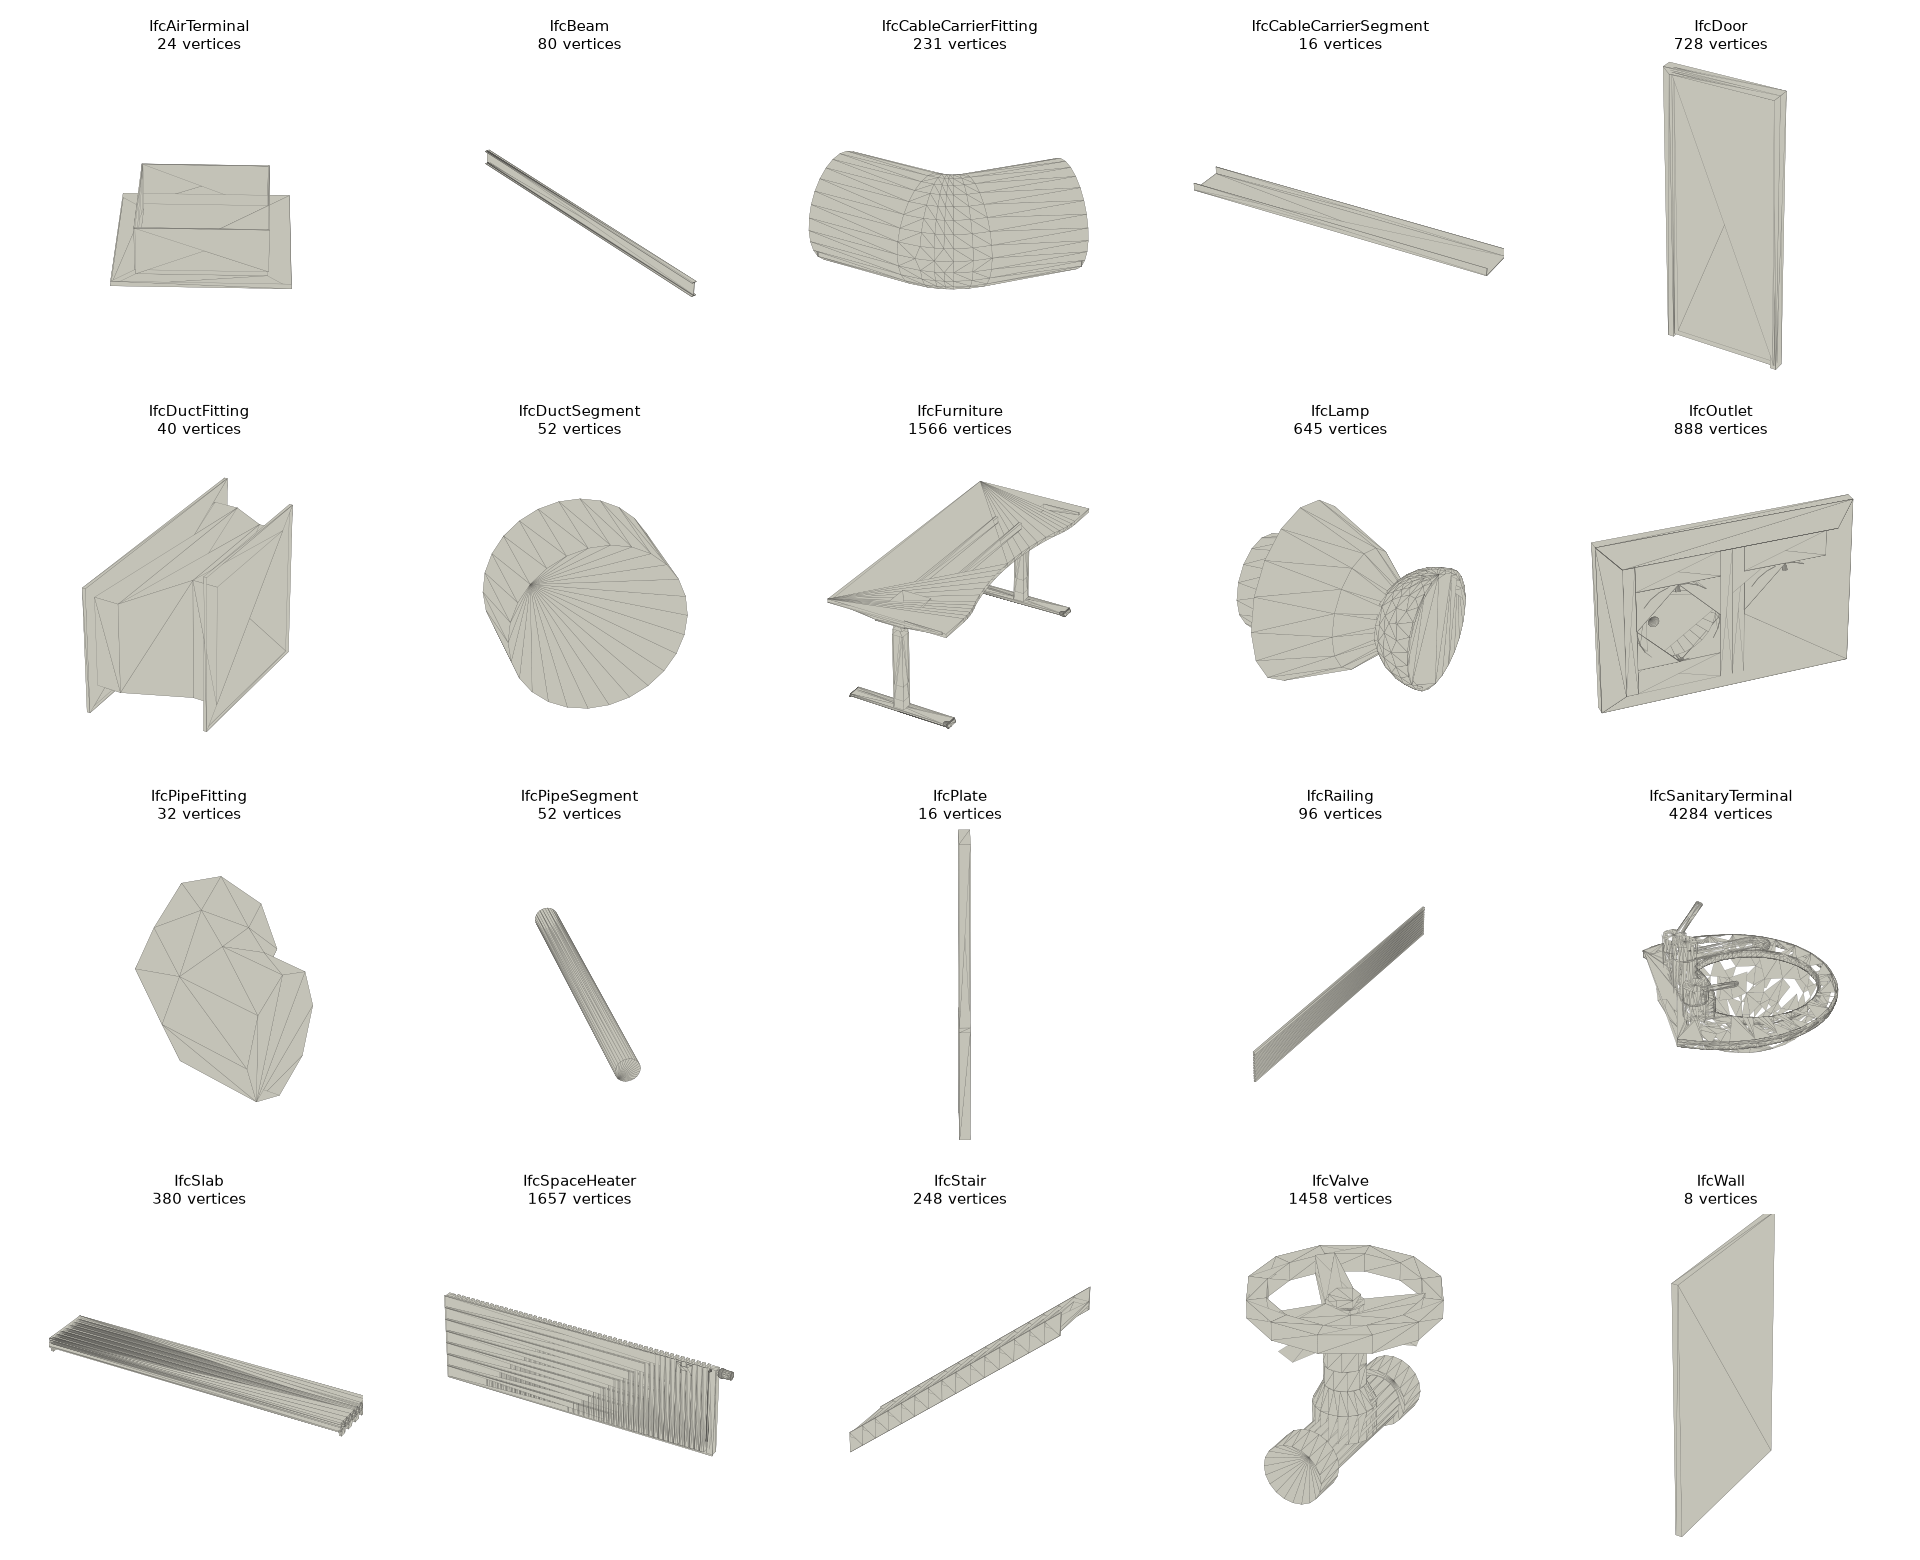 IfcAirTerminal
24 vertices
IfcBeam
80 vertices
IfcCableCarrierFitting
231 vertices
IfcCableCarrierSegment
16 vertices
IfcDoor
728 vertices
IfcDuctFitting
40 vertices
IfcDuctSegment
52 vertices
IfcFurniture
1566 vertices
IfcLamp
645 vertices
IfcOutlet
888 vertices
IfcPipeFitting
32 vertices
IfcPipeSegment
52 vertices
IfcPlate
16 vertices
IfcRailing
96 vertices
IfcSanitaryTerminal
4284 vertices
IfcSlab
380 vertices
IfcSpaceHeater
1657 vertices
IfcStair
248 vertices
IfcValve
1458 vertices
IfcWall
8 vertices